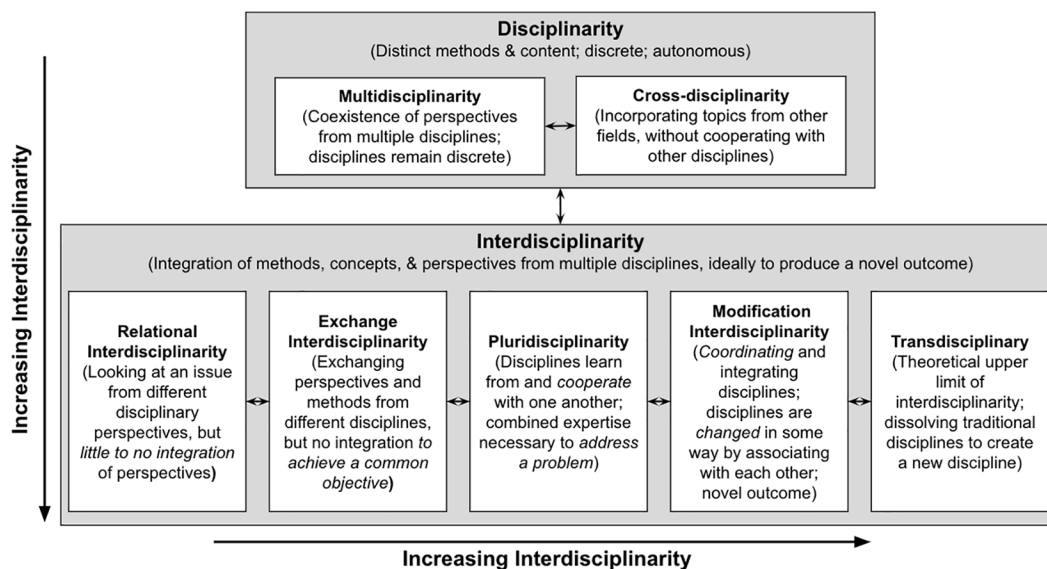 Disciplinarity
(Distinct methods & content; discrete; autonomous)
Multidisciplinarity
(Coexistence of perspectives
from multiple disciplines;
disciplines remain discrete)
Cross-disciplinarity
(Incorporating topics from other
fields, without cooperating with
other disciplines)
Increasing Interdisciplinarity
Interdisciplinarity
(Integration of methods, concepts, & perspectives from multiple disciplines, ideally to produce a novel outcome)
Relational
Interdisciplinarity
(Looking at an issue
from different
disciplinary
perspectives, but
little to no integration
of perspectives)
Exchange
Interdisciplinarity
(Exchanging
perspectives and
methods from
different disciplines,
but no integration to
achieve a common
objective)
Pluridisciplinarity
(Disciplines learn
from and cooperate
with one another;
combined expertise
necessary to address
a problem)
Modification
Interdisciplinarity
(Coordinating and
integrating
disciplines;
disciplines are
changed in some
way by associating
with each other;
novel outcome)
Transdisciplinary
(Theoretical upper
limit of
interdisciplinarity;
dissolving traditional
disciplines to create
a new discipline)
Increasing Interdisciplinarity